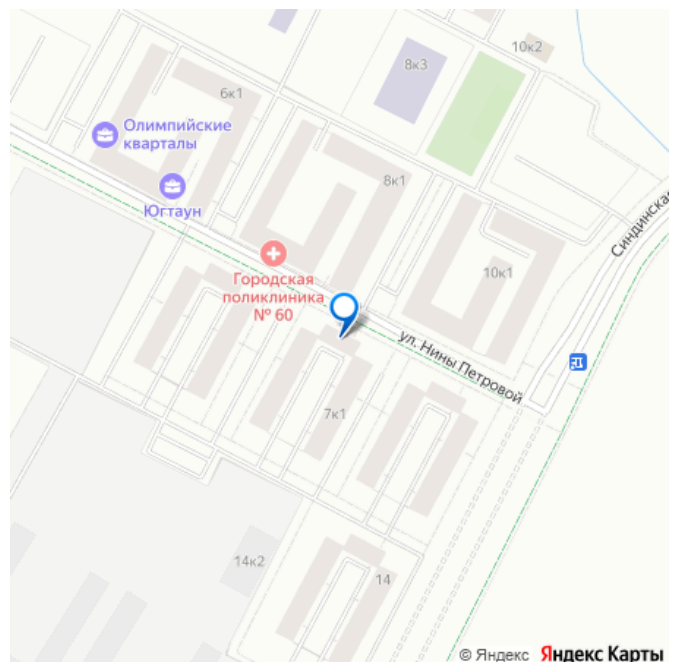 10к2
8к3
6к1
Олимпийские
кварталы
8к1
Югтаун
Синдинская
Городская
поликлиника
№ 60
10к1
ул. Нины Петровой
7к1
14к2
14
© Яндекс Яндекс Карты